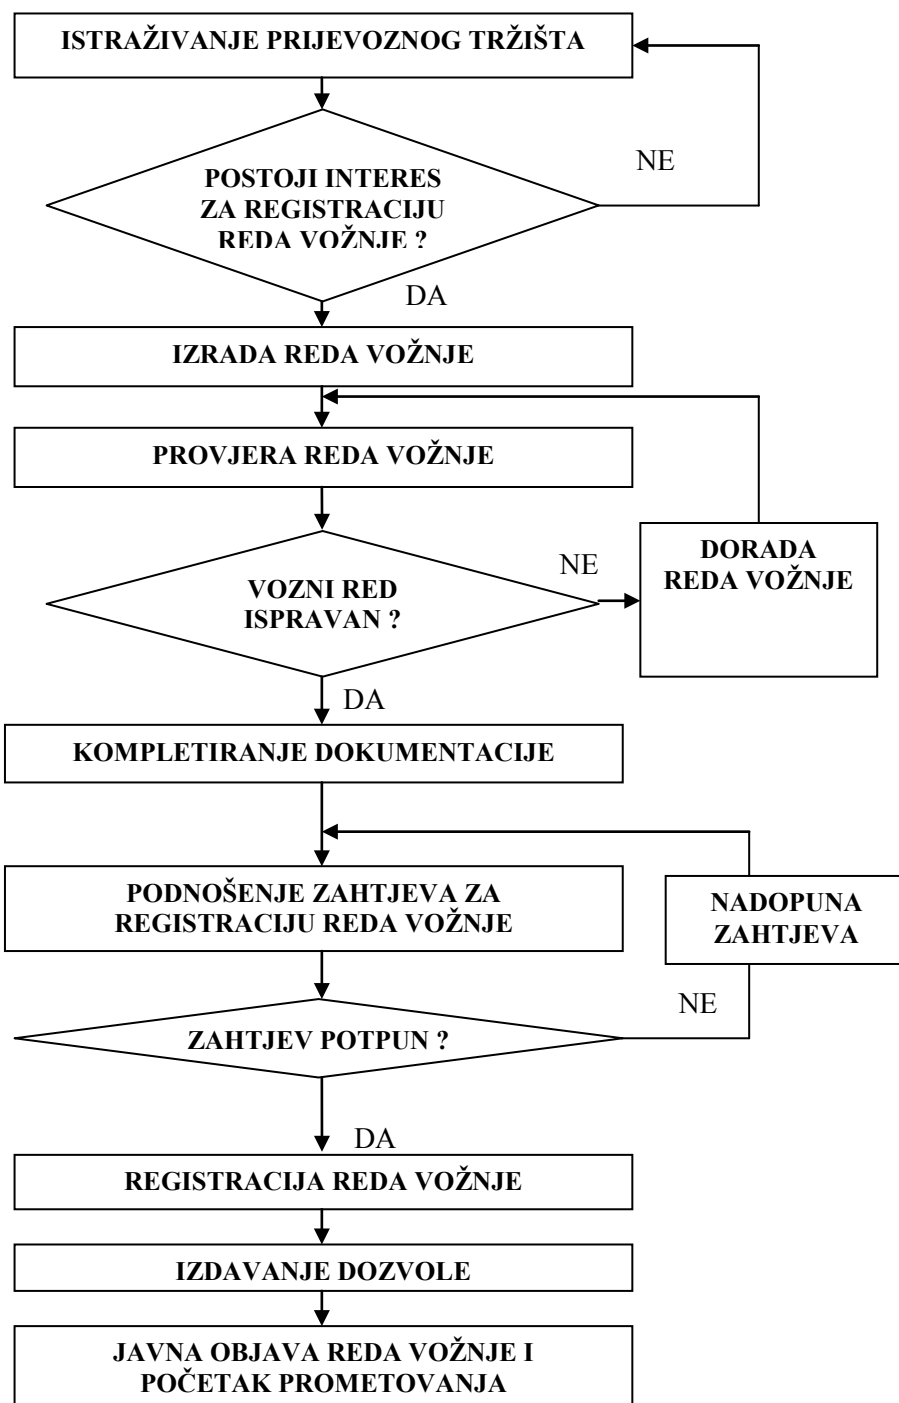 ISTRAŽIVANJE PRIJEVOZNOG TRŽIŠTA
NE
POSTOJI INTERES
ZA REGISTRACIJU
REDA VOŽNJE ?
DA
IZRADA REDA VOŽNJE
PROVJERA REDA VOŽNJE
DORADA
REDA VOŽNJE
NE
VOZNI RED
ISPRAVAN ?
DA
KOMPLETIRANJE DOKUMENTACIJE
PODNOŠENJE ZAHTJEVA ZA
REGISTRACIJU REDA VOŽNJE
NADOPUNA
ZAHTJEVA
NE
ZAHTJEV POTPUN ?
DA
REGISTRACIJA REDA VOŽNJE
IZDAVANJE DOZVOLE
JAVNA OBJAVA REDA VOŽNJE I
POČETAK PROMETOVANJA